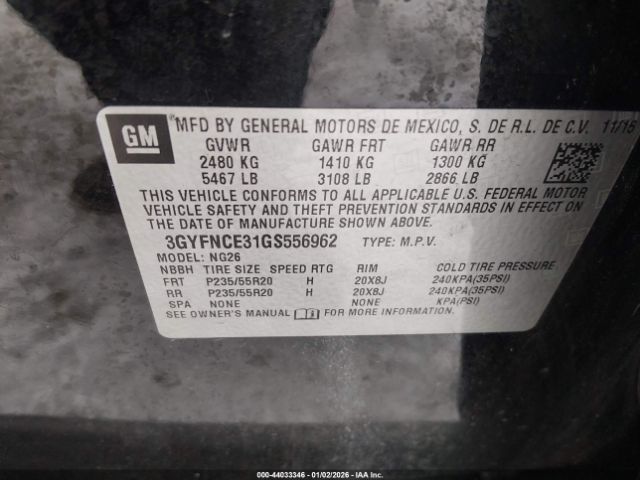 GM
MFD BY GENERAL MOTORS DE MEXICO, S. DE R.L. DE C.V. 11/15
GVWR GAWR FRT GAWR RR
2480 KG 1410 KG 1300 KG
5467 LB 3108 LB 2866 LB
THIS VEHICLE CONFORMS TO ALL APPLICABLE U.S. FEDERAL MOTOR
VEHICLE SAFETY AND THEFT PREVENTION STANDARDS IN EFFECT ON
THE DATE OF MANUFACTURE SHOWN ABOVE.
3GYFNCE31GS556962 TYPE: M.P.V.
MODEL: NG26
NBBH TIRE SIZE SPEED RTG RIM COLD TIRE PRESSURE
FRT P235/55R20 H 20X8J 240KPA(35PSI)
RR P235/55R20 H 20X8J 240KPA(35PSI)
SPA NONE NONE KPA(PSI)
SEE OWNER'S MANUAL FOR MORE INFORMATION.
000-44033346 - 01/02/2026 - IAA Inc.